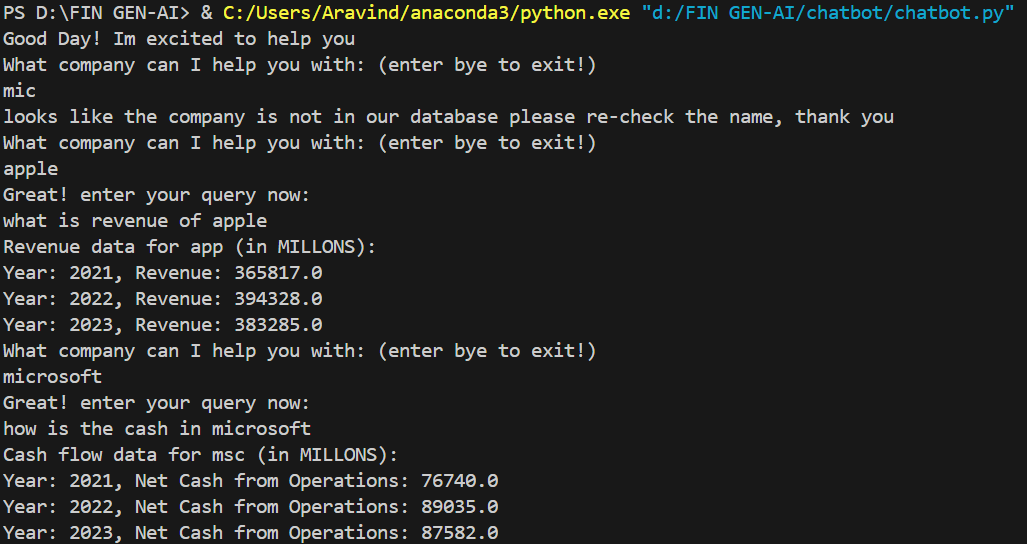 PS D:\FIN GEN-AI> & C:/Users/Aravind/anaconda3/python.exe "d:/FIN GEN-AI/chatbot/chatbot.py"
Good Day! Im excited to help you
What company can I help you with: (enter bye to exit!)
mic
looks like the company is not in our database please re-check the name, thank you
What company can I help you with: (enter bye to exit!)
apple
Great! enter your query now:
what is revenue of apple
Revenue data for app (in MILLONS):
Year: 2021, Revenue: 365817.0
Year: 2022, Revenue: 394328.0
Year: 2023, Revenue: 383285.0
What company can I help you with: (enter bye to exit!)
microsoft
Great! enter your query now:
how is the cash in microsoft
Cash flow data for msc (in MILLONS):
Year: 2021, Net Cash from Operations: 76740.0
Year: 2022, Net Cash from Operations: 89035.0
Year: 2023, Net Cash from Operations: 87582.0